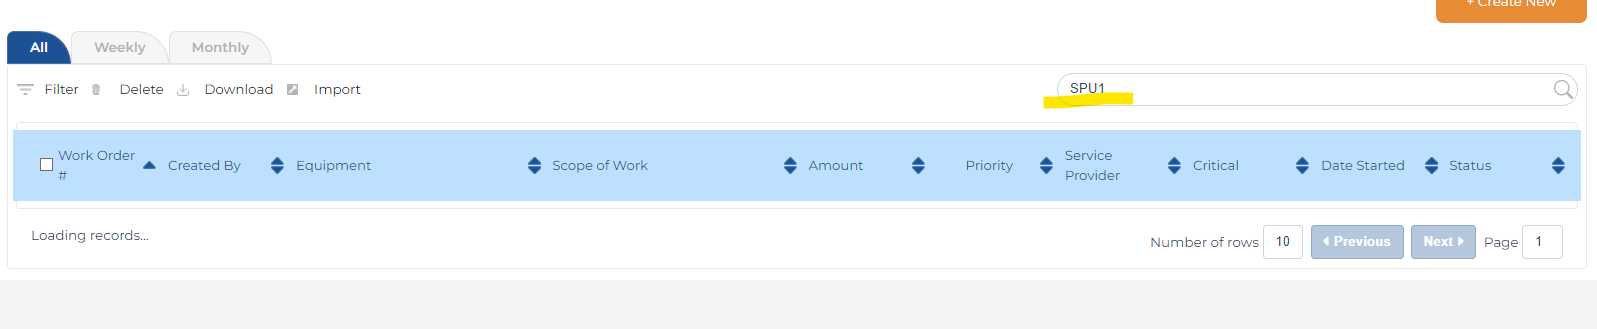 + Create New
All
Weekly
Monthly
Filter
Delete
Download
Import
SPU1
Work Order
#
Created By
Equipment
Scope of Work
Amount
Priority
Service
Provider
Critical
Date Started
Status
Loading records...
Number of rows
10
Previous
Next
Page
1